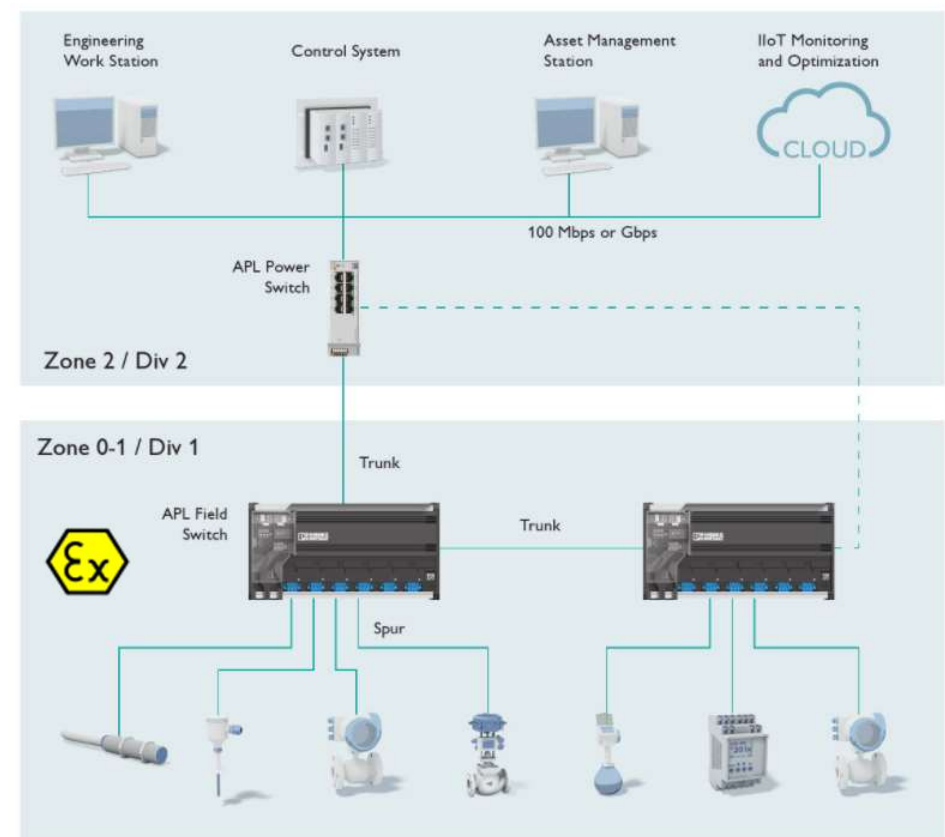 Engineering
Work Station
Control System
Asset Management
Station
IIoT Monitoring
and Optimization
CLOUD
100 Mbps or Gbps
APL Power
Switch
Zone 2 / Div 2
Zone 0-1 / Div 1
Trunk
APL Field
Switch
Trunk
Ex
Spur